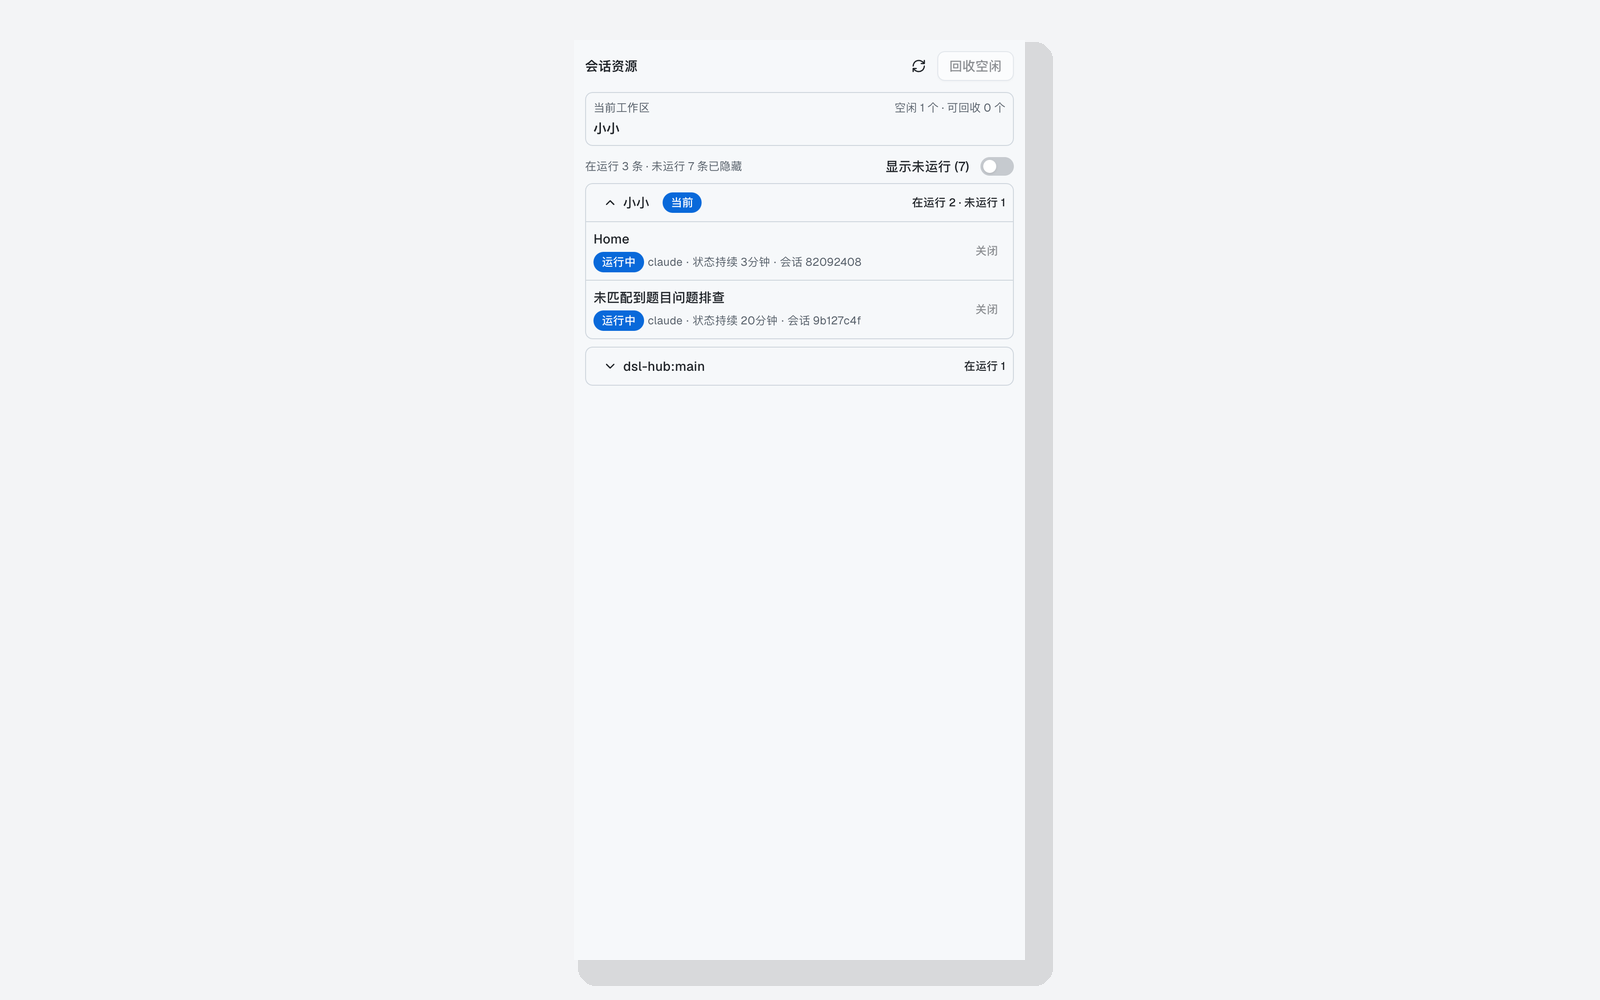 会话资源
回收空闲
当前工作区
空闲 1 个 · 可回收 0 个
小小
在运行 3 条 · 未运行 7 条已隐藏
显示未运行 (7)
小小
当前
在运行 2 · 未运行 1
Home
运行中 claude · 状态持续 3分钟 · 会话 82092408
关闭
未匹配到题目问题排查
运行中 claude · 状态持续 20分钟 · 会话 9b127c4f
关闭
dsl-hub:main
在运行 1